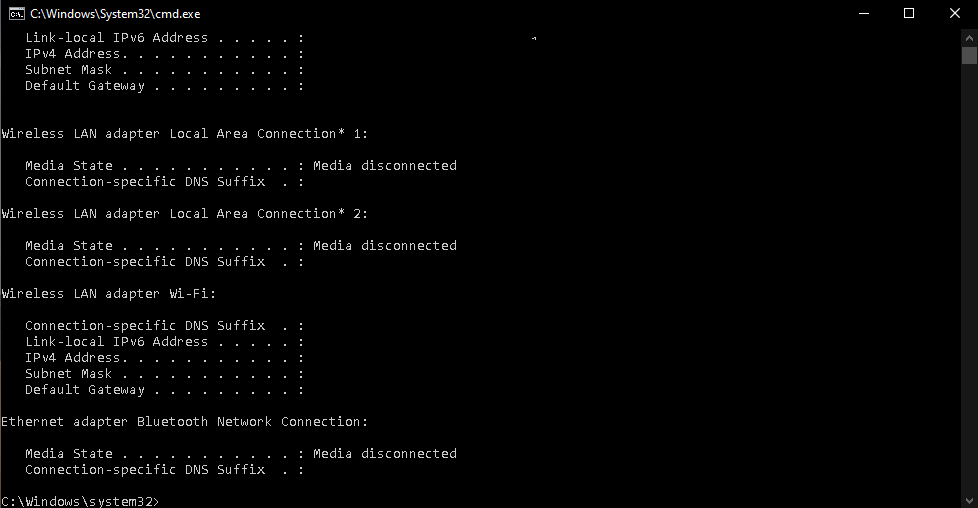 C:\Windows\System32\cmd.exe
Link-local IPv6 Address . . . . . :
IPv4 Address. . . . . . . . . . . :
Subnet Mask . . . . . . . . . . . :
Default Gateway . . . . . . . . . :
Wireless LAN adapter Local Area Connection* 1:
Media State . . . . . . . . . . . : Media disconnected
Connection-specific DNS Suffix  . :
Wireless LAN adapter Local Area Connection* 2:
Media State . . . . . . . . . . . : Media disconnected
Connection-specific DNS Suffix  . :
Wireless LAN adapter Wi-Fi:
Connection-specific DNS Suffix  . :
Link-local IPv6 Address . . . . . :
IPv4 Address. . . . . . . . . . . :
Subnet Mask . . . . . . . . . . . :
Default Gateway . . . . . . . . . :
Ethernet adapter Bluetooth Network Connection:
Media State . . . . . . . . . . . : Media disconnected
Connection-specific DNS Suffix  . :
C:\Windows\system32>